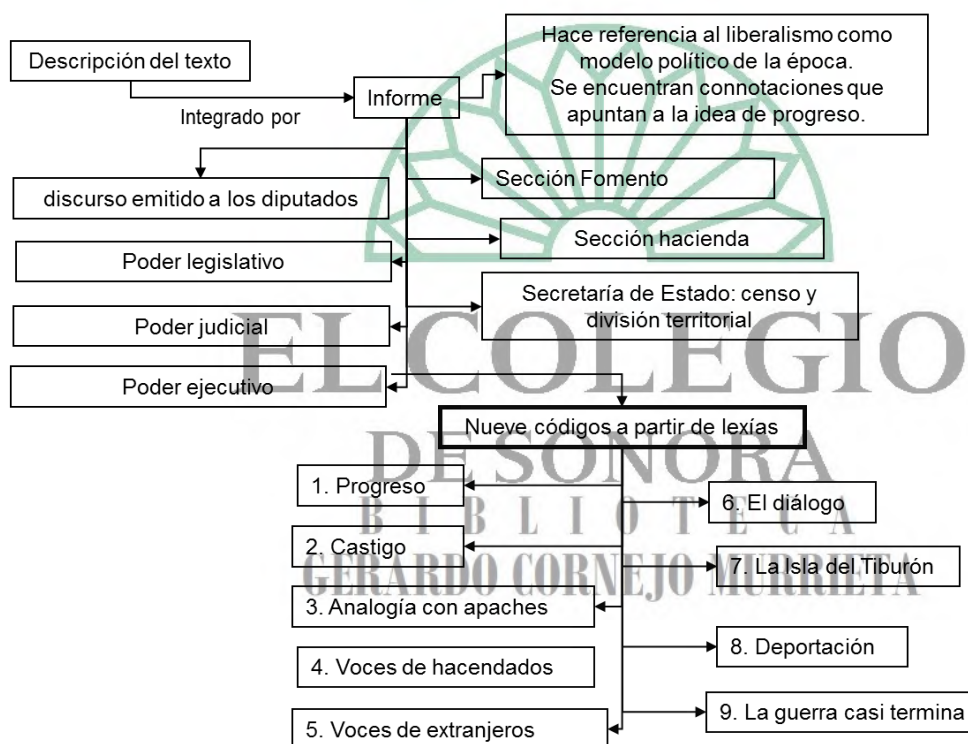 Descripción del texto
Informe
Integrado por
Hace referencia al liberalismo como
modelo político de la época.
Se encuentran connotaciones que
apuntan a la idea de progreso.
discurso emitido a los diputados
Sección Fomento
Sección hacienda
Poder legislativo
Secretaría de Estado: censo y
división territorial
Poder judicial
Poder ejecutivo
EL COLEGIO
DE SONORA
BIBLIOTECA
GERARDO CORNEJO MURRIETA
Nueve códigos a partir de lexías
1. Progreso
2. Castigo
3. Analogía con apaches
4. Voces de hacendados
5. Voces de extranjeros
6. El diálogo
7. La Isla del Tiburón
8. Deportación
9. La guerra casi termina